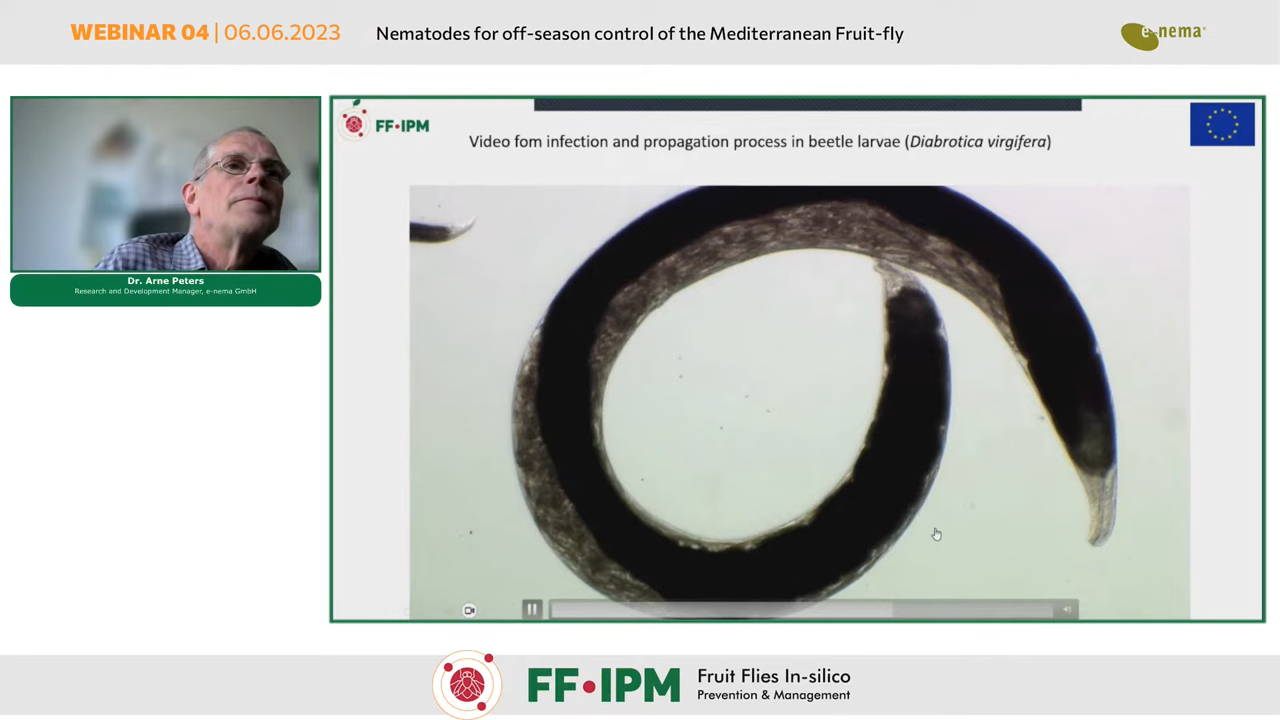 WEBINAR 04 | 06.06.2023
Nematodes for off-season control of the Mediterranean Fruit-fly
e-nema
FF•IPM
Video fom infection and propagation process in beetle larvae (Diabrotica virgifera)
Dr. Arne Peters
Research and Development Manager, e-nema GmbH
FF•IPM
Fruit Flies In-silico
Prevention & Management